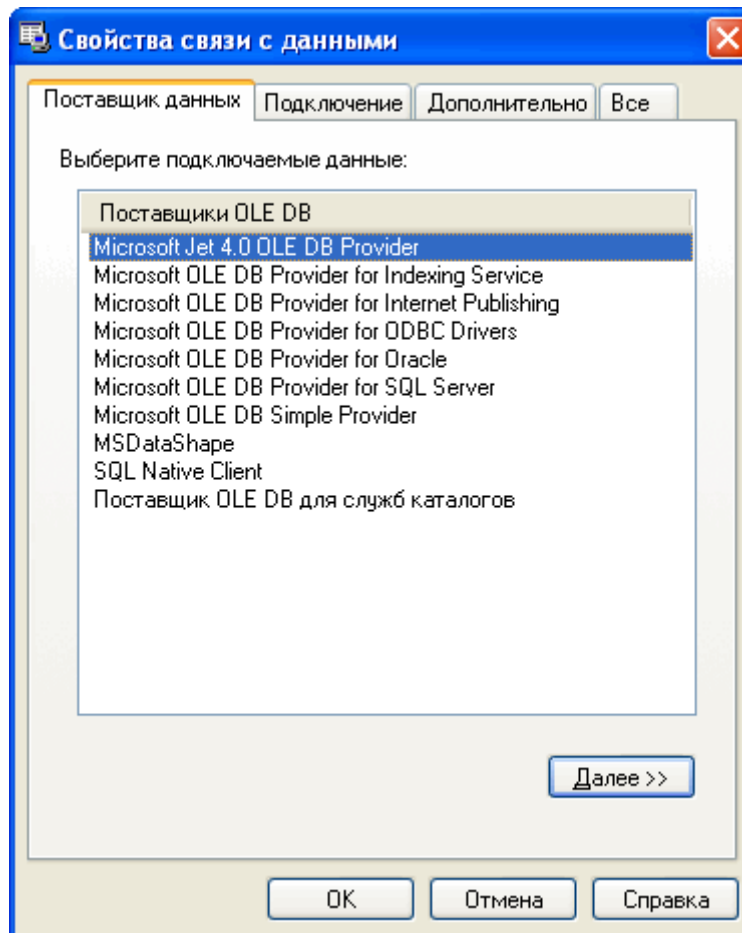 Свойства связи с данными
Поставщик данных Подключение Дополнительно Все
Выберите подключаемые данные:
Поставщики OLE DB
Microsoft Jet 4.0 OLE DB Provider
Microsoft OLE DB Provider for Indexing Service
Microsoft OLE DB Provider for Internet Publishing
Microsoft OLE DB Provider for ODBC Drivers
Microsoft OLE DB Provider for Oracle
Microsoft OLE DB Provider for SQL Server
Microsoft OLE DB Simple Provider
MSDataShape
SQL Native Client
Поставщик OLE DB для служб каталогов
Далее >>
OK Отмена Справка